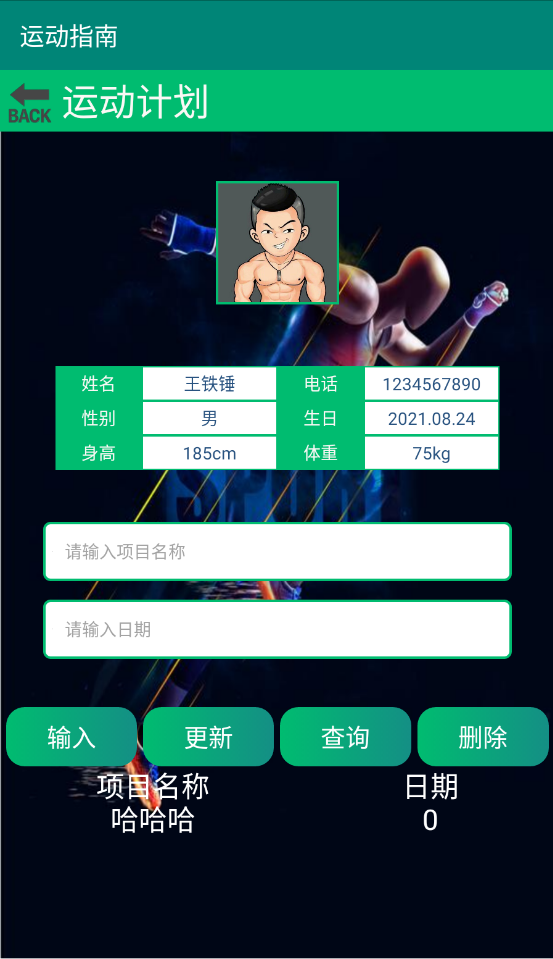 运动指南
BACK 运动计划
姓名 王铁锤 电话 1234567890
性别 男 生日 2021.08.24
身高 185cm 体重 75kg
SPORT
请输入项目名称
请输入日期
输入 更新 查询 删除
项目名称 日期
哈哈哈 0